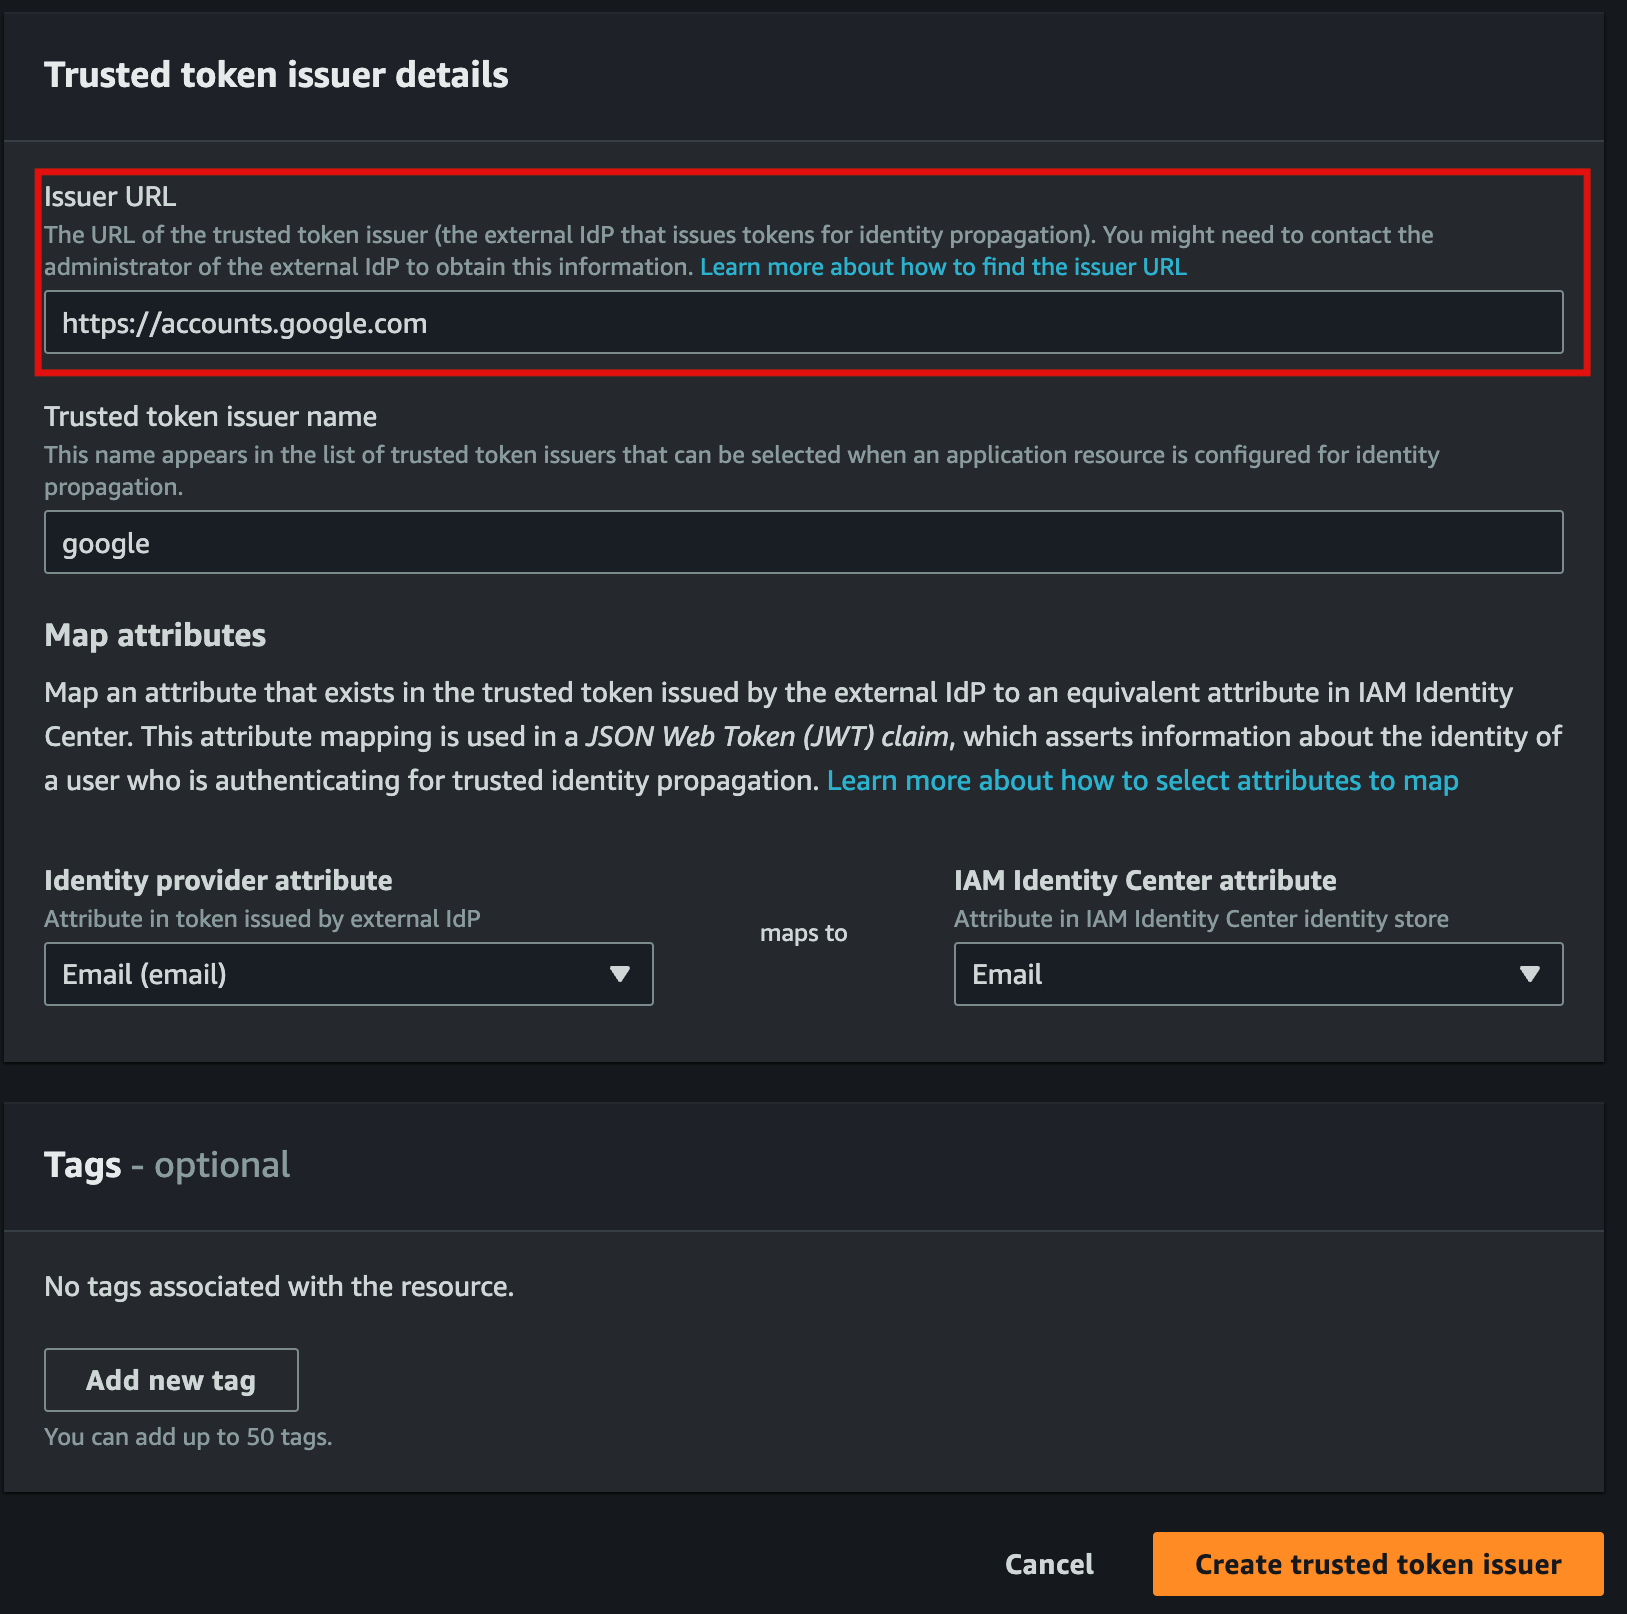 Trusted token issuer details
Issuer URL
The URL of the trusted token issuer (the external IdP that issues tokens for identity propagation). You might need to contact the
administrator of the external IdP to obtain this information. Learn more about how to find the issuer URL
https://accounts.google.com
Trusted token issuer name
This name appears in the list of trusted token issuers that can be selected when an application resource is configured for identity
propagation.
google
Map attributes
Map an attribute that exists in the trusted token issued by the external IdP to an equivalent attribute in IAM Identity
Center. This attribute mapping is used in a JSON Web Token (JWT) claim, which asserts information about the identity of
a user who is authenticating for trusted identity propagation. Learn more about how to select attributes to map
Identity provider attribute
Attribute in token issued by external IdP
Email (email)
maps to
IAM Identity Center attribute
Attribute in IAM Identity Center identity store
Email
Tags - optional
No tags associated with the resource.
Add new tag
You can add up to 50 tags.
Cancel
Create trusted token issuer